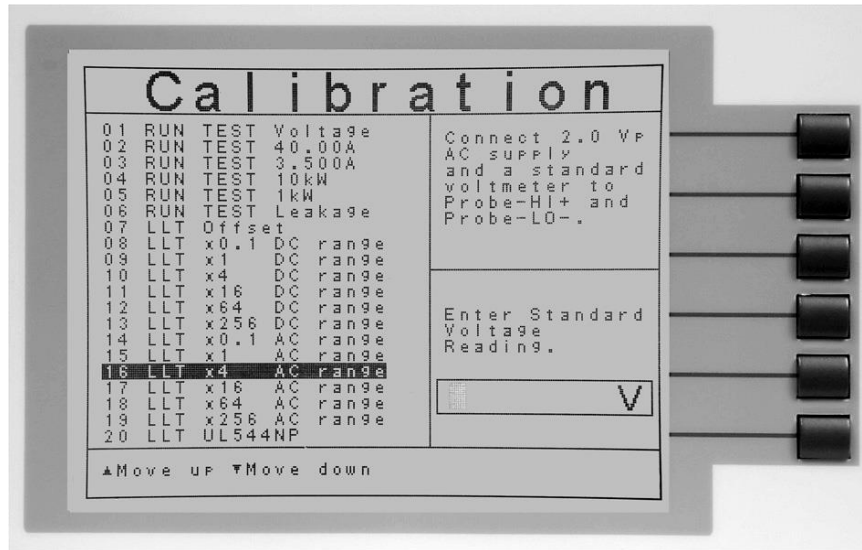 Calibration
01 RUN TEST Voltage
02 RUN TEST 40.00A
03 RUN TEST 3.500A
04 RUN TEST 10kW
05 RUN TEST 1kW
06 RUN TEST Leakage
07 LLT Offset
08 LLT x0.1 DC range
09 LLT x1 DC range
10 LLT x4 DC range
11 LLT x16 DC range
12 LLT x64 DC range
13 LLT x256 DC range
14 LLT x0.1 AC range
15 LLT x1 AC range
16 LLT x4 AC range
17 LLT x16 AC range
18 LLT x64 AC range
19 LLT x256 AC range
20 LLT UL544NP
Connect 2.0 Vp
AC supply
and a standard
voltmeter to
Probe-HI+ and
Probe-LO-.
Enter Standard
Voltage
Reading.
V
▲Move up ▼Move down